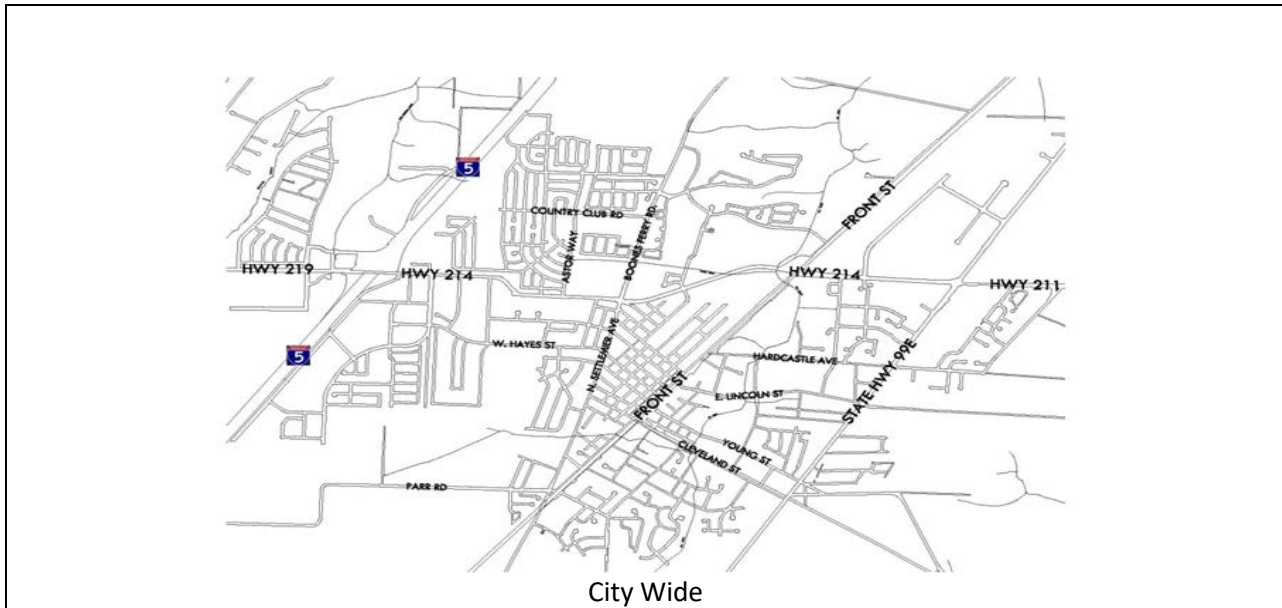 5
FRONT ST
COUNTRY CLUB RD
BOONES FERRY RD.
ASTOR WAY
HWY 219
HWY 214
HWY 214
HWY 211
W. HAYES ST
N. SETTLEMIER AVE
5
HARDCASTLE AVE
STATE HWY 99E
FRONT ST
E. LINCOLN ST
YOUNG ST
CLEVELAND ST
PARR RD
City Wide